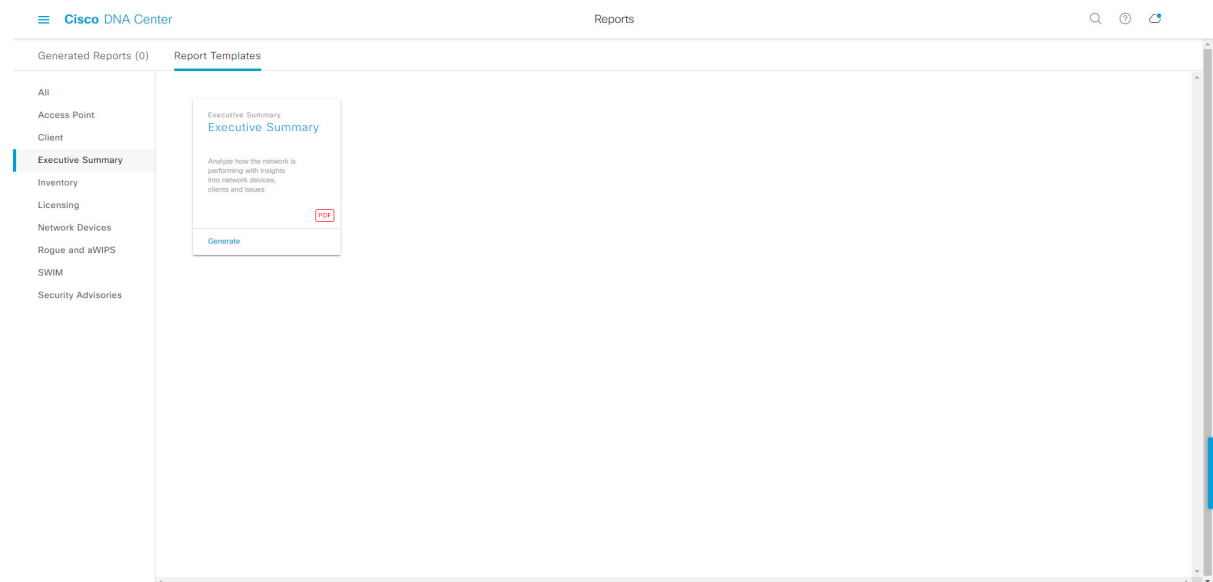 Cisco DNA Center
Reports
Generated Reports (0)
Report Templates
All
Access Point
Client
Executive Summary
Inventory
Licensing
Network Devices
Rogue and aWIPS
SWIM
Security Advisories
Executive Summary
Executive Summary
Analyze how the network is
performing with insights
into network devices,
clients and issues
PDF
Generate